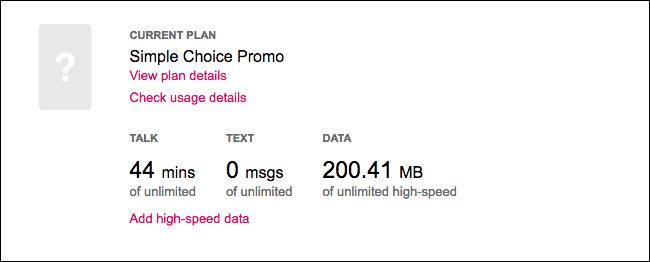 ?
CURRENT PLAN
Simple Choice Promo
View plan details
Check usage details
TALK TEXT DATA
44 mins 0 msgs 200.41 MB
of unlimited of unlimited of unlimited high-speed
Add high-speed data